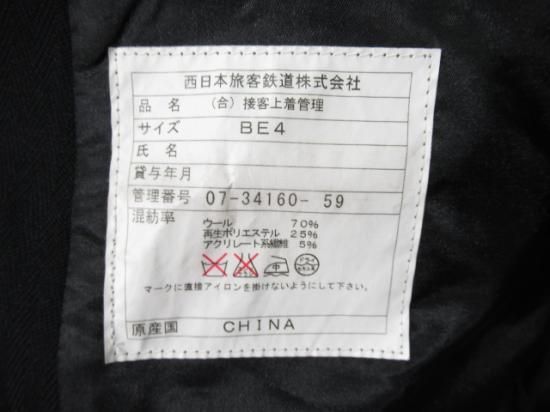 西日本旅客鉄道株式会社
品名 (合)接客上着管理
サイズ BE4
氏名
貸与年月
管理番号 07-34160-59
混紡率
ウール 70%
再生ポリエステル 25%
アクリレート系繊維 5%
中 ドライ
マークに直接アイロンを掛けないようにして下さい。
原産国 CHINA